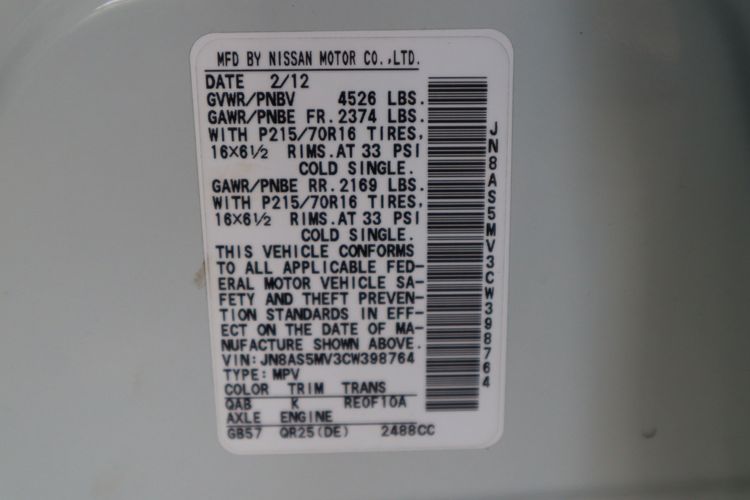 MFD BY NISSAN MOTOR CO.,LTD.
DATE 2/12
GVWR/PNBV 4526 LBS.
GAWR/PNBE FR.2374 LBS.
WITH P215/70R16 TIRES,
16×6½ RIMS.AT 33 PSI
COLD SINGLE.
GAWR/PNBE RR.2169 LBS.
WITH P215/70R16 TIRES,
16×6½ RIMS.AT 33 PSI
COLD SINGLE.
THIS VEHICLE CONFORMS
TO ALL APPLICABLE FED-
ERAL MOTOR VEHICLE SA-
FETY AND THEFT PREVEN-
TION STANDARDS IN EFF-
ECT ON THE DATE OF MA-
NUFACTURE SHOWN ABOVE.
VIN:JN8AS5MV3CW398764
TYPE:MPV
COLOR TRIM TRANS
QAB K RE0F10A
AXLE ENGINE
GB57 QR25(DE) 2488CC
JN8AS5MV3CW398764